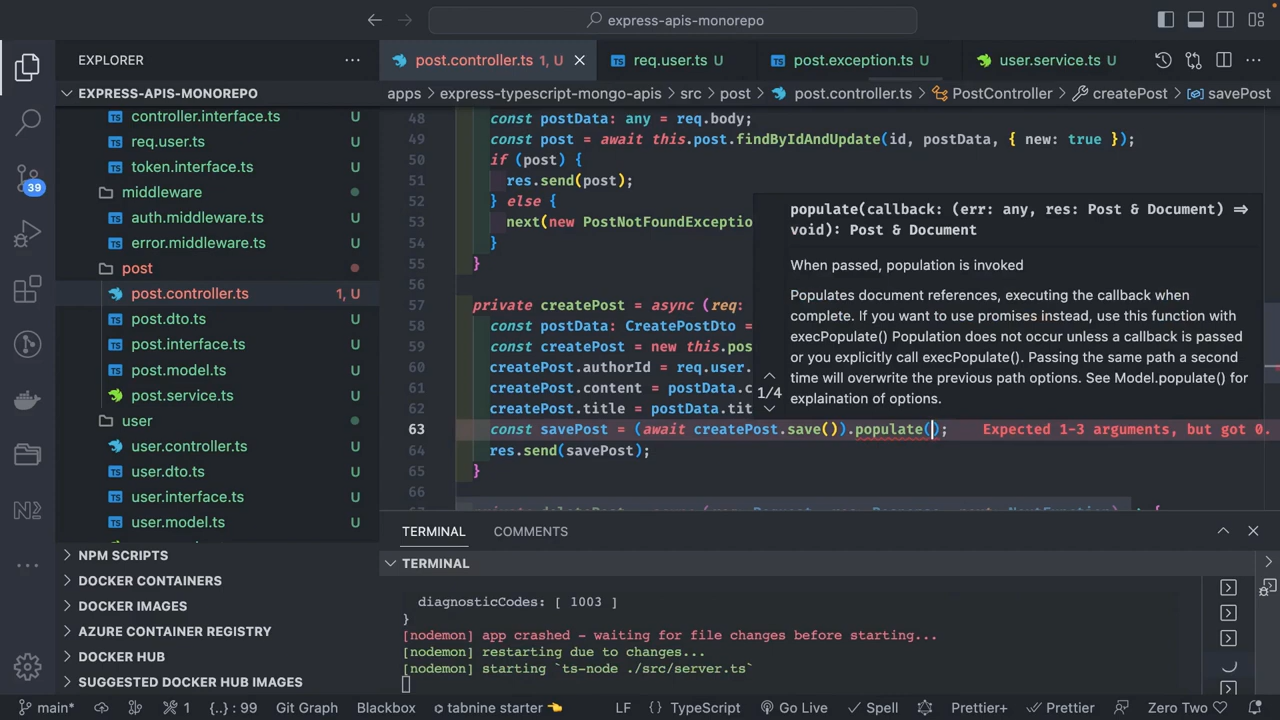 express-apis-monorepo
EXPLORER
post.controller.ts 1, U
req.user.ts U
post.exception.ts U
user.service.ts U
EXPRESS-APIS-MONOREPO
apps > express-typescript-mongo-apis > src > post > post.controller.ts > PostController > createPost > savePost
controller.interface.ts U
req.user.ts U
token.interface.ts U
middleware
auth.middleware.ts U
error.middleware.ts U
post
post.controller.ts 1, U
post.dto.ts U
post.interface.ts U
post.model.ts U
post.service.ts U
user
user.controller.ts U
user.dto.ts U
user.interface.ts U
user.model.ts U
39
NPM SCRIPTS
DOCKER CONTAINERS
DOCKER IMAGES
AZURE CONTAINER REGISTRY
DOCKER HUB
SUGGESTED DOCKER HUB IMAGES
48 const postData: any = req.body;
49 const post = await this.post.findByIdAndUpdate(id, postData, { new: true });
50 if (post) {
51 res.send(post);
52 } else {
53 next(new PostNotFoundExceptio
54 }
55 }
56
57 private createPost = async (req:
58 const postData: CreatePostDto =
59 const createPost = new this.pos
60 createPost.authorId = req.user.
61 createPost.content = postData.c
62 createPost.title = postData.tit
63 const savePost = (await createPost.save()).populate(); Expected 1-3 arguments, but got 0.
64 res.send(savePost);
65 }
66
populate(callback: (err: any, res: Post & Document) ⇒
void): Post & Document
When passed, population is invoked
Populates document references, executing the callback when
complete. If you want to use promises instead, use this function with
execPopulate() Population does not occur unless a callback is passed
or you explicitly call execPopulate(). Passing the same path a second
time will overwrite the previous path options. See Model.populate() for
explaination of options.
1/4
TERMINAL
COMMENTS
TERMINAL
diagnosticCodes: [ 1003 ]
}
[nodemon] app crashed - waiting for file changes before starting...
[nodemon] restarting due to changes...
[nodemon] starting `ts-node ./src/server.ts`
main* 1 {..} : 99 Git Graph Blackbox tabnine starter LF {} TypeScript Go Live Spell Prettier+ Prettier Zero Two